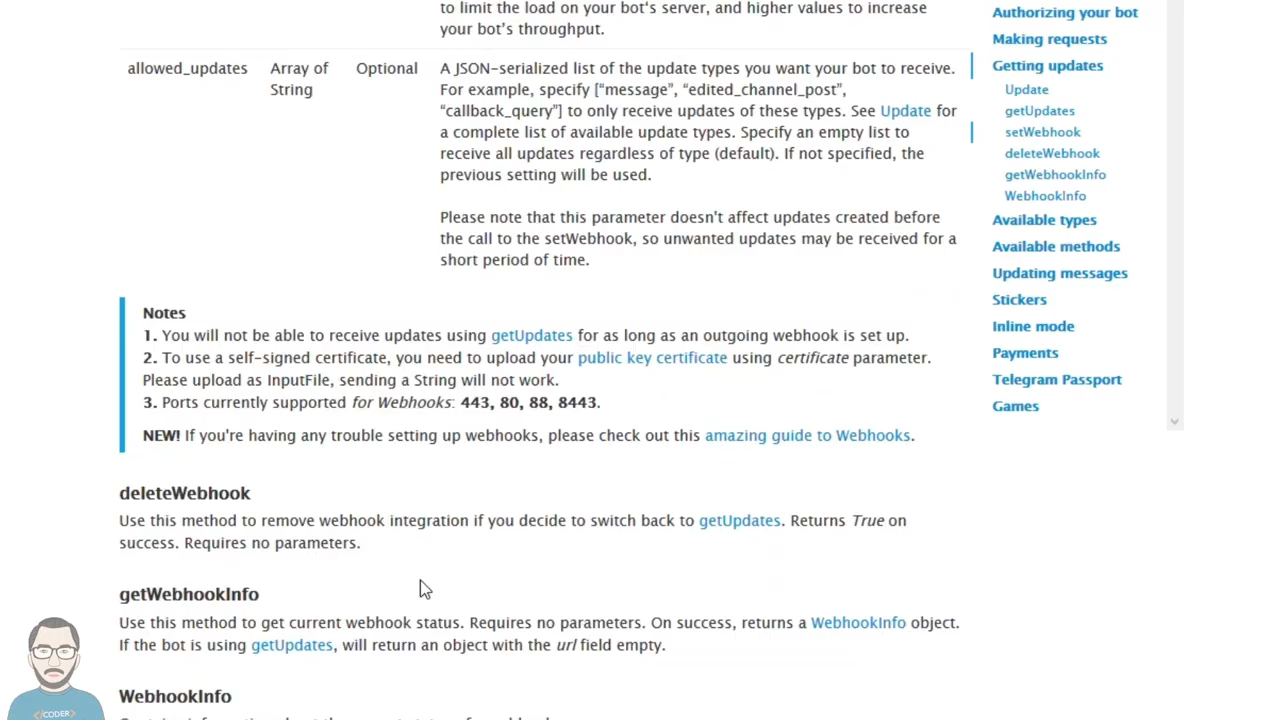 to limit the load on your bot‘s server, and higher values to increase
your bot’s throughput.
allowed_updates Array of String Optional
A JSON-serialized list of the update types you want your bot to receive.
For example, specify [“message”, “edited_channel_post”,
“callback_query”] to only receive updates of these types. See Update for
a complete list of available update types. Specify an empty list to
receive all updates regardless of type (default). If not specified, the
previous setting will be used.
Please note that this parameter doesn't affect updates created before
the call to the setWebhook, so unwanted updates may be received for a
short period of time.
Notes
1. You will not be able to receive updates using getUpdates for as long as an outgoing webhook is set up.
2. To use a self-signed certificate, you need to upload your public key certificate using certificate parameter.
Please upload as InputFile, sending a String will not work.
3. Ports currently supported for Webhooks: 443, 80, 88, 8443.
NEW! If you're having any trouble setting up webhooks, please check out this amazing guide to Webhooks.
deleteWebhook
Use this method to remove webhook integration if you decide to switch back to getUpdates. Returns True on
success. Requires no parameters.
getWebhookInfo
Use this method to get current webhook status. Requires no parameters. On success, returns a WebhookInfo object.
If the bot is using getUpdates, will return an object with the url field empty.
WebhookInfo
Authorizing your bot
Making requests
Getting updates
Update
getUpdates
setWebhook
deleteWebhook
getWebhookInfo
WebhookInfo
Available types
Available methods
Updating messages
Stickers
Inline mode
Payments
Telegram Passport
Games
</CODER>